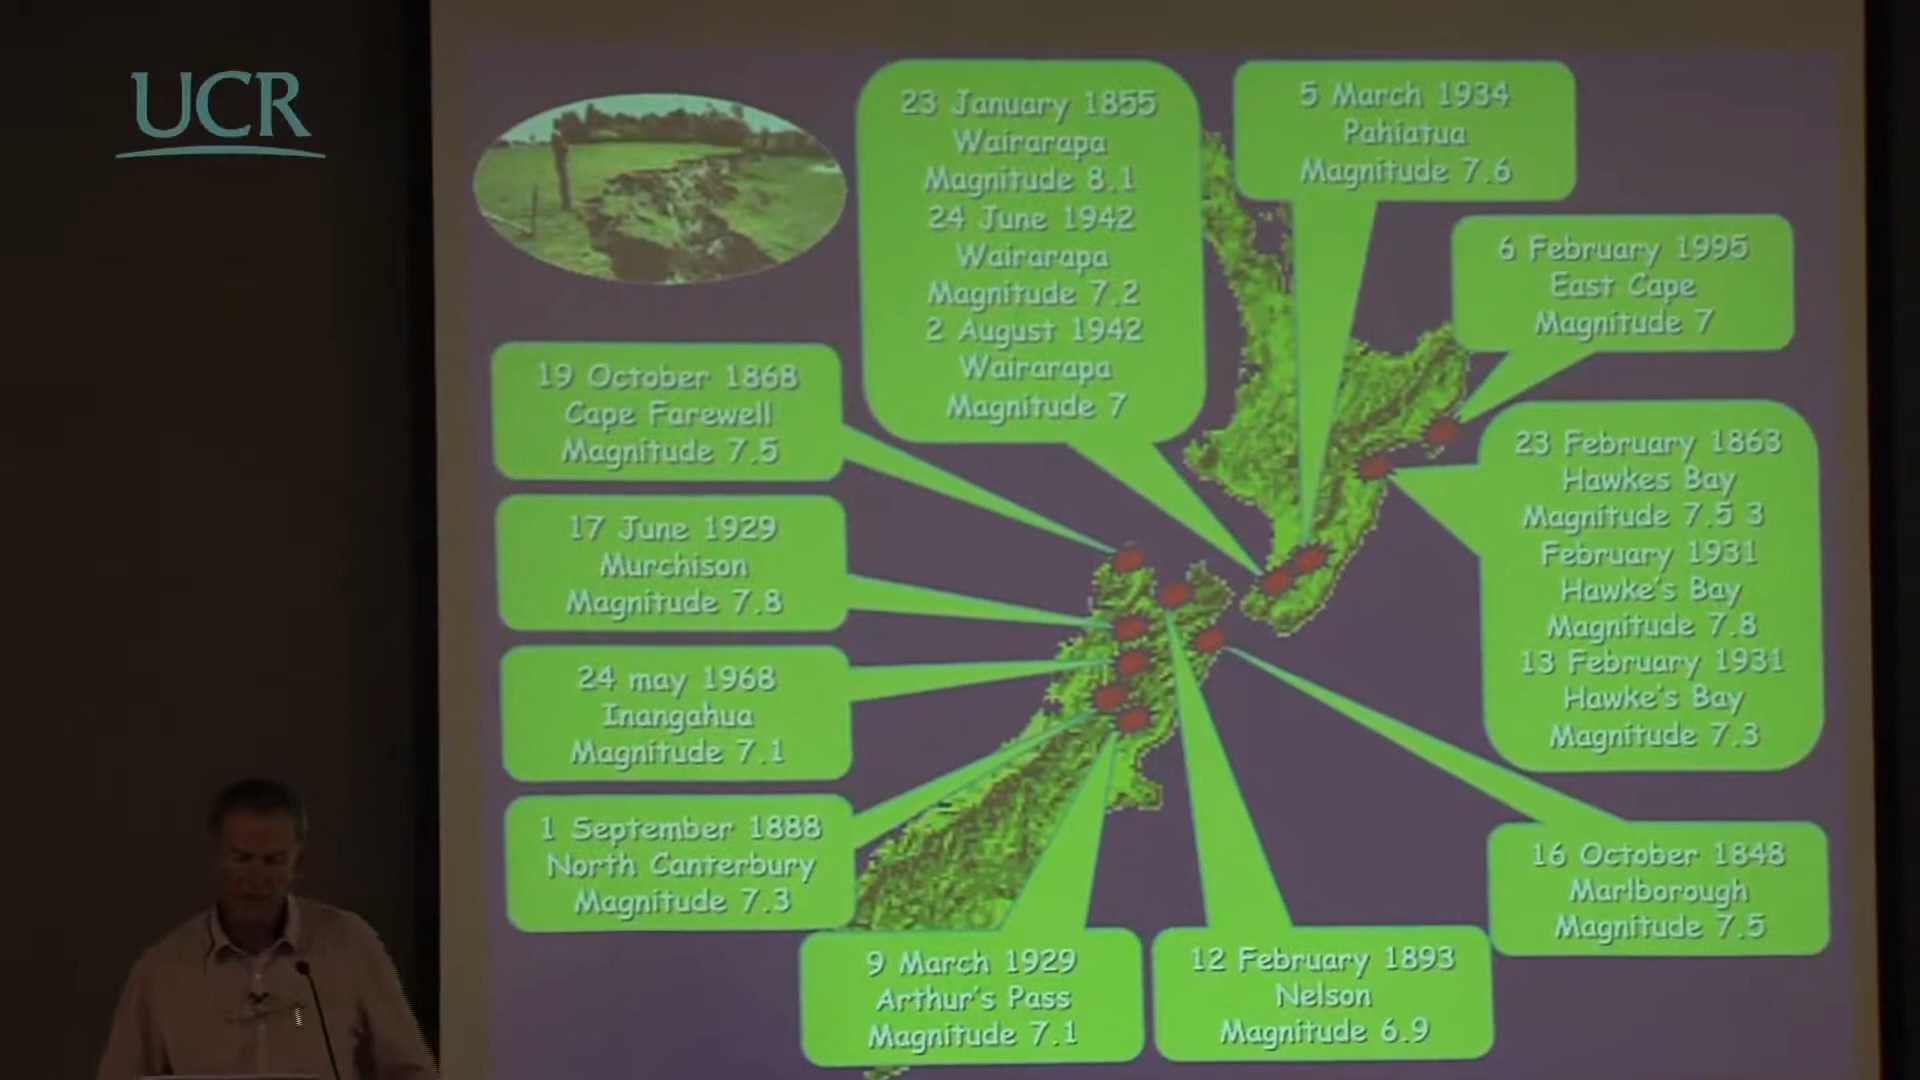 UCR
23 January 1855
Wairarapa
Magnitude 8.1
24 June 1942
Wairarapa
Magnitude 7.2
2 August 1942
Wairarapa
Magnitude 7
5 March 1934
Pahiatua
Magnitude 7.6
6 February 1995
East Cape
Magnitude 7
19 October 1868
Cape Farewell
Magnitude 7.5
17 June 1929
Murchison
Magnitude 7.8
24 may 1968
Inangahua
Magnitude 7.1
1 September 1888
North Canterbury
Magnitude 7.3
23 February 1863
Hawkes Bay
Magnitude 7.5 3
February 1931
Hawke's Bay
Magnitude 7.8
13 February 1931
Hawke's Bay
Magnitude 7.3
16 October 1848
Marlborough
Magnitude 7.5
9 March 1929
Arthur's Pass
Magnitude 7.1
12 February 1893
Nelson
Magnitude 6.9